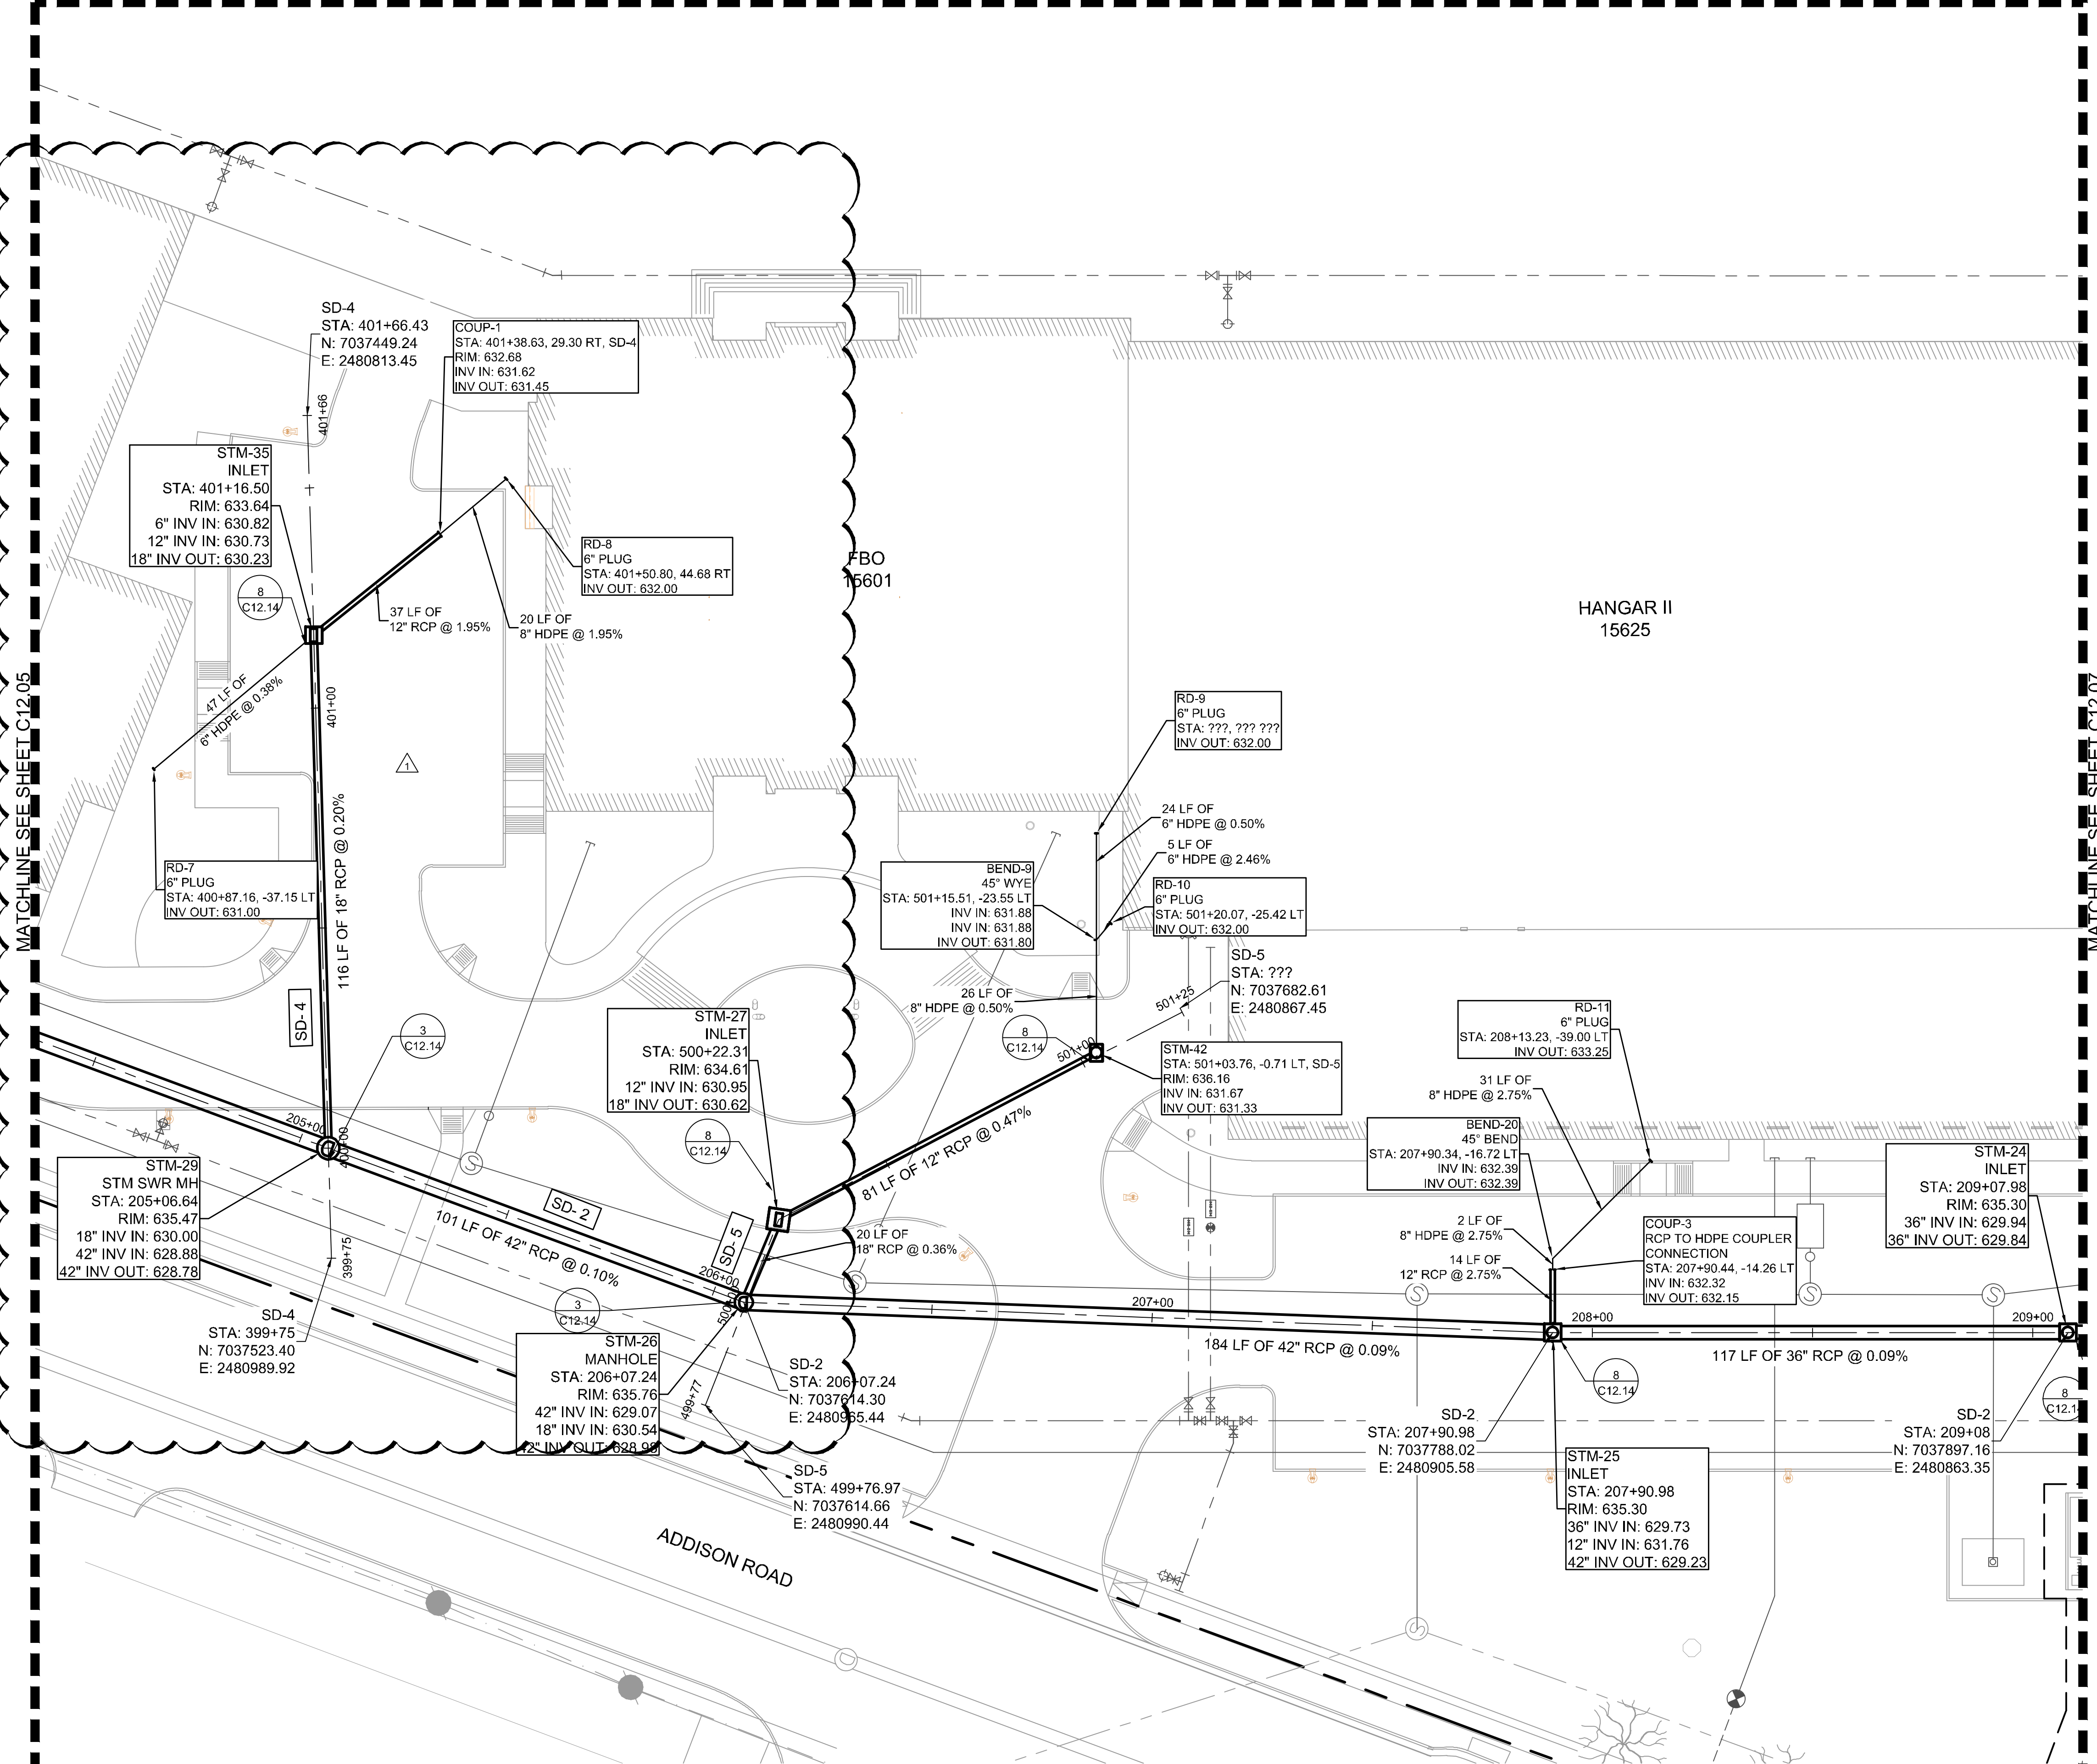 SD-4
STA: 401+66.43
N: 7037449.24
E: 2480813.45
COUP-1
STA: 401+38.63, 29.30 RT, SD-4
RIM: 632.68
INV IN: 631.62
INV OUT: 631.45
401+66
STM-35
INLET
STA: 401+16.50
RIM: 633.64
6" INV IN: 630.82
12" INV IN: 630.73
18" INV OUT: 630.23
8
C12.14
RD-8
6" PLUG
STA: 401+50.80, 44.68 RT
INV OUT: 632.00
37 LF OF
12" RCP @ 1.95%
20 LF OF
8" HDPE @ 1.95%
FBO
15601
HANGAR II
15625
MATCHLINE SEE SHEET C12.05
MATCHLINE SEE SHEET C12.07
47 LF OF
6" HDPE @ 0.38%
401+00
1
116 LF OF 18" RCP @ 0.20%
RD-7
6" PLUG
STA: 400+87.16, -37.15 LT
INV OUT: 631.00
RD-9
6" PLUG
STA: ???, ??? ???
INV OUT: 632.00
24 LF OF
6" HDPE @ 0.50%
5 LF OF
6" HDPE @ 2.46%
BEND-9
45° WYE
STA: 501+15.51, -23.55 LT
INV IN: 631.88
INV IN: 631.88
INV OUT: 631.80
RD-10
6" PLUG
STA: 501+20.07, -25.42 LT
INV OUT: 632.00
SD-5
STA: ???
N: 7037682.61
E: 2480867.45
26 LF OF
8" HDPE @ 0.50%
501+25
8
C12.14
501+00
STM-42
STA: 501+03.76, -0.71 LT, SD-5
RIM: 636.16
INV IN: 631.67
INV OUT: 631.33
SD- 4
3
C12.14
STM-27
INLET
STA: 500+22.31
RIM: 634.61
12" INV IN: 630.95
18" INV OUT: 630.62
8
C12.14
81 LF OF 12" RCP @ 0.47%
RD-11
6" PLUG
STA: 208+13.23, -39.00 LT
INV OUT: 633.25
31 LF OF
8" HDPE @ 2.75%
BEND-20
45° BEND
STA: 207+90.34, -16.72 LT
INV IN: 632.39
INV OUT: 632.39
2 LF OF
8" HDPE @ 2.75%
14 LF OF
12" RCP @ 2.75%
COUP-3
RCP TO HDPE COUPLER
CONNECTION
STA: 207+90.44, -14.26 LT
INV IN: 632.32
INV OUT: 632.15
STM-24
INLET
STA: 209+07.98
RIM: 635.30
36" INV IN: 629.94
36" INV OUT: 629.84
205+00
400+00
STM-29
STM SWR MH
STA: 205+06.64
RIM: 635.47
18" INV IN: 630.00
42" INV IN: 628.88
42" INV OUT: 628.78
SD- 2
101 LF OF 42" RCP @ 0.10%
SD- 5
20 LF OF
18" RCP @ 0.36%
206+00
399+75
SD-4
STA: 399+75
N: 7037523.40
E: 2480989.92
3
C12.14
STM-26
MANHOLE
STA: 206+07.24
RIM: 635.76
42" INV IN: 629.07
18" INV IN: 630.54
42" INV OUT: 628.98
499+77
SD-2
STA: 206+07.24
N: 7037614.30
E: 2480965.44
207+00
184 LF OF 42" RCP @ 0.09%
208+00
209+00
117 LF OF 36" RCP @ 0.09%
8
C12.14
8
SD-5
STA: 499+76.97
N: 7037614.66
E: 2480990.44
SD-2
STA: 207+90.98
N: 7037788.02
E: 2480905.58
STM-25
INLET
STA: 207+90.98
RIM: 635.30
36" INV IN: 629.73
12" INV IN: 631.76
42" INV OUT: 629.23
SD-2
STA: 209+08
N: 7037897.16
E: 2480863.35
ADDISON ROAD